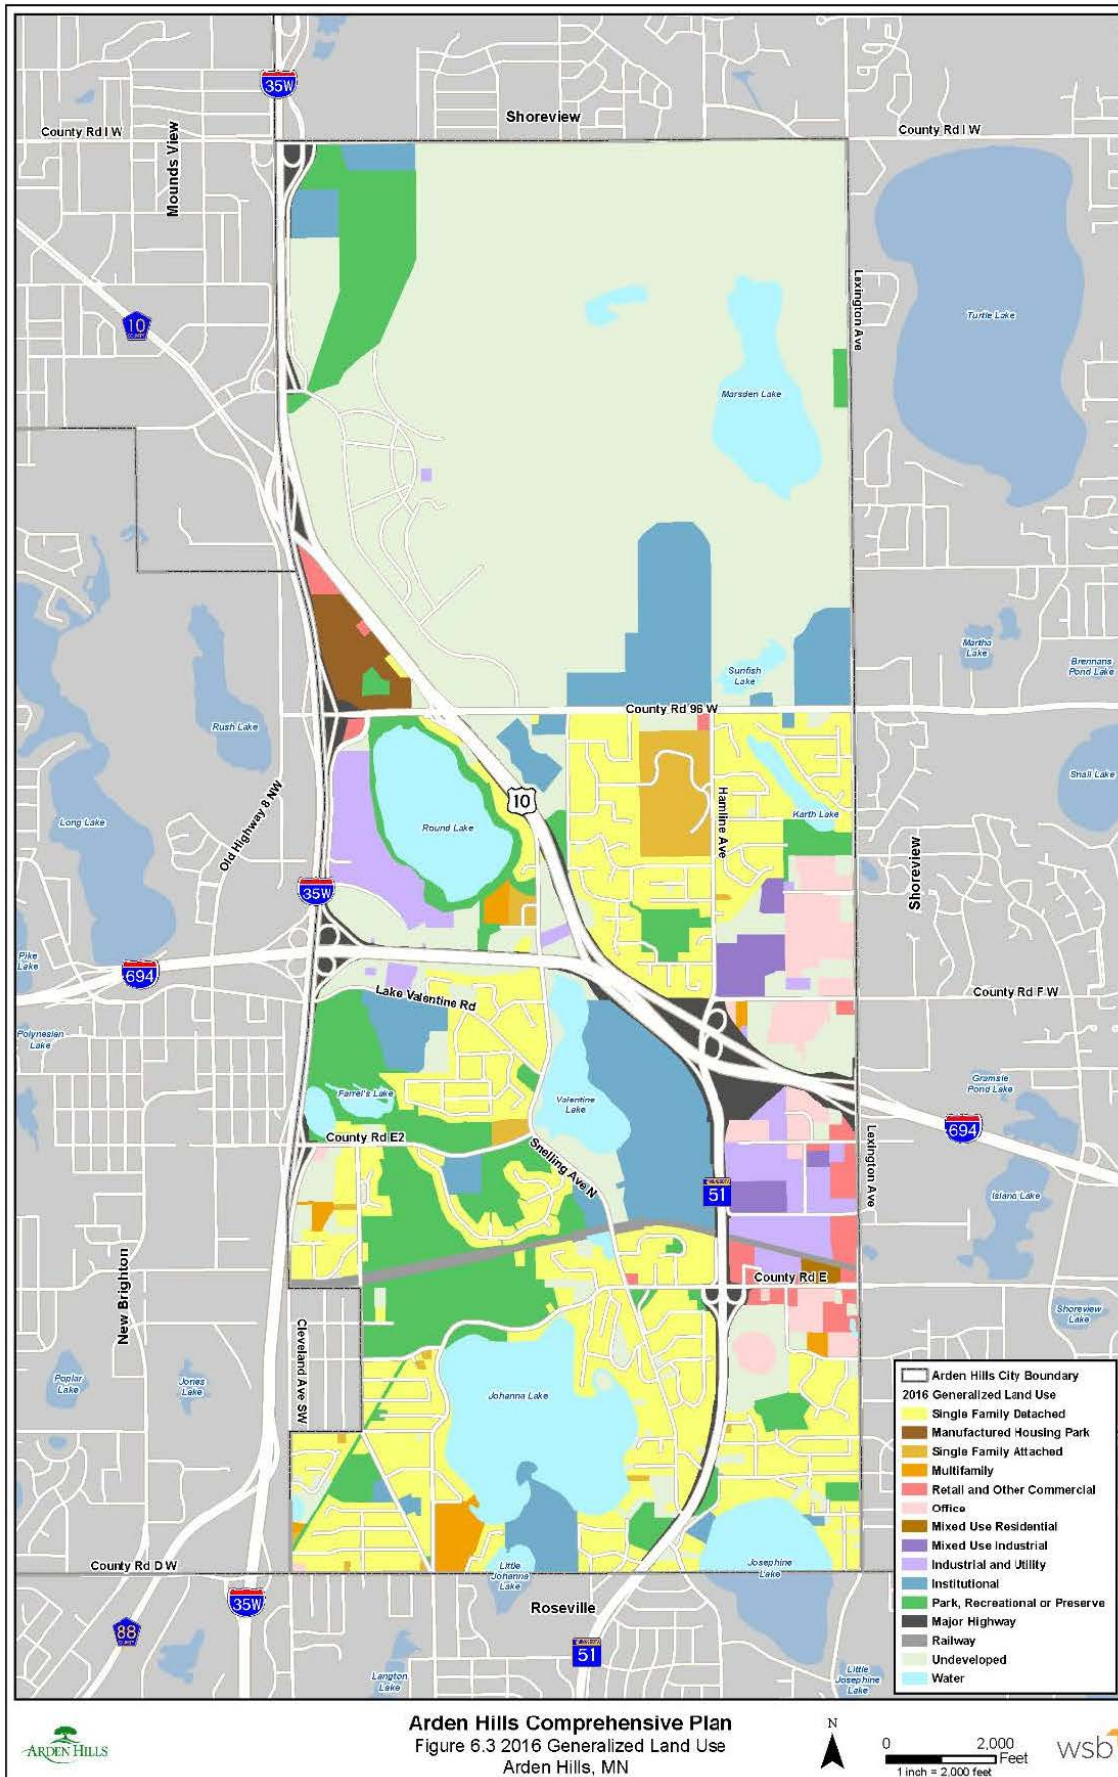 35W
Shoreview
County Rd I W
County Rd I W
Mounds View
Lexington Ave
Turtle Lake
10
Marsden Lake
Martha
Lake
Brennans
Pond Lake
Sunfish
Lake
County Rd 96 W
Rush Lake
Snail Lake
10
Hamline Ave
Karth Lake
Long Lake
Round Lake
Old Highway 8 NW
Shoreview
35W
Pike
Lake
694
Lake Valentine Rd
County Rd F W
Polynesian
Lake
Farrel's Lake
Valentine
Lake
Gramsie
Pond Lake
694
County Rd E2
Snelling Ave N
Lexington Ave
51
Island Lake
New Brighton
County Rd E
Shoreview
Lake
Cleveland Ave SW
Poplar
Lake
Jones
Lake
Johanna Lake
Arden Hills City Boundary
2016 Generalized Land Use
Single Family Detached
Manufactured Housing Park
Single Family Attached
Multifamily
Retail and Other Commercial
Office
Mixed Use Residential
Mixed Use Industrial
Industrial and Utility
Institutional
Park, Recreational or Preserve
Major Highway
Railway
Undeveloped
Water
County Rd D W
Little
Johanna
Lake
Josephine
Lake
35W
Roseville
88
51
Langton
Lake
Little
Josephine
Lake
ARDEN HILLS
Arden Hills Comprehensive Plan
Figure 6.3 2016 Generalized Land Use
Arden Hills, MN
N
0 2,000
Feet
1 inch = 2,000 feet
wsb